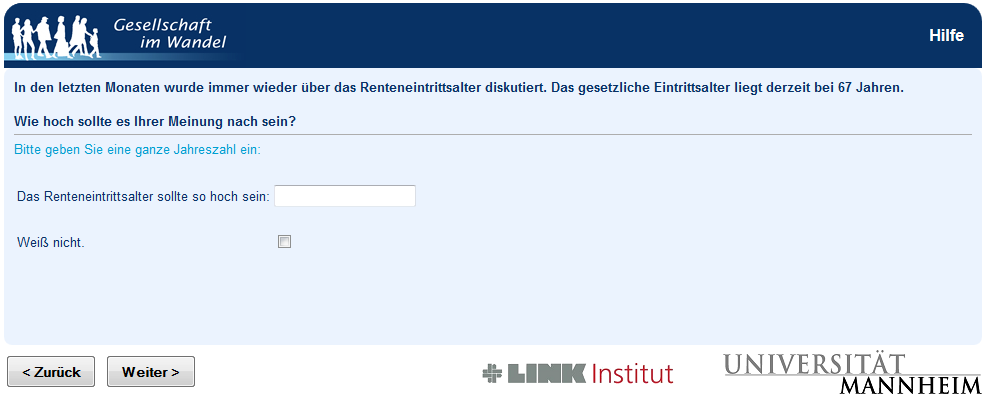 Gesellschaft
im Wandel
Hilfe
In den letzten Monaten wurde immer wieder über das Renteneintrittsalter diskutiert. Das gesetzliche Eintrittsalter liegt derzeit bei 67 Jahren.
Wie hoch sollte es Ihrer Meinung nach sein?
Bitte geben Sie eine ganze Jahreszahl ein:
Das Renteneintrittsalter sollte so hoch sein:
Weiß nicht.
< Zurück
Weiter >
LINK Institut
UNIVERSITÄT
MANNHEIM